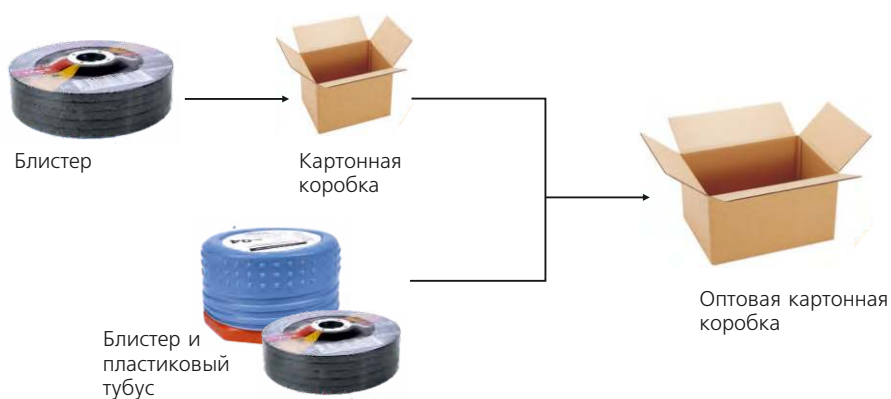 Блистер
Картонная
коробка
Блистер и
пластиковый
тубус
Оптовая картонная
коробка